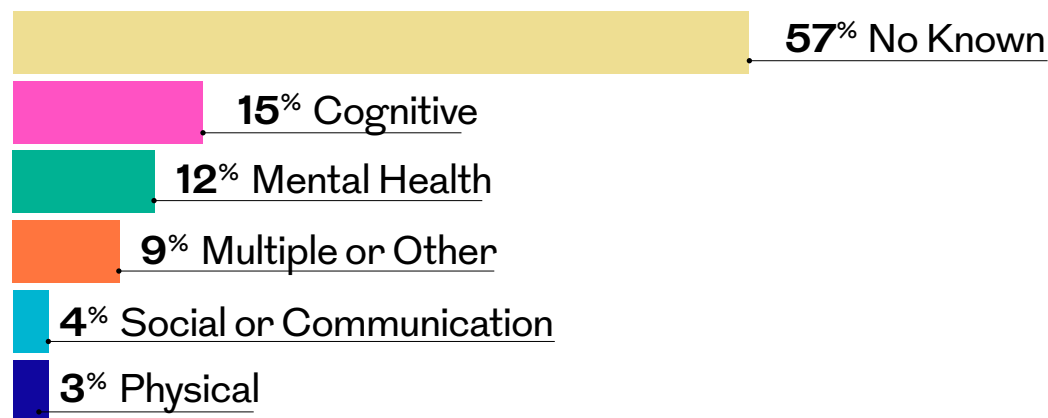 57% No Known
15% Cognitive
12% Mental Health
9% Multiple or Other
4% Social or Communication
3% Physical